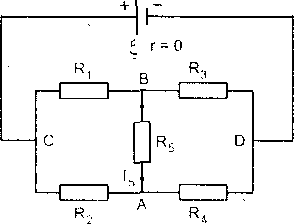 + −
ξ r = 0
R₁ B R₃
C R₅ D
I₅
R₂ A R₄